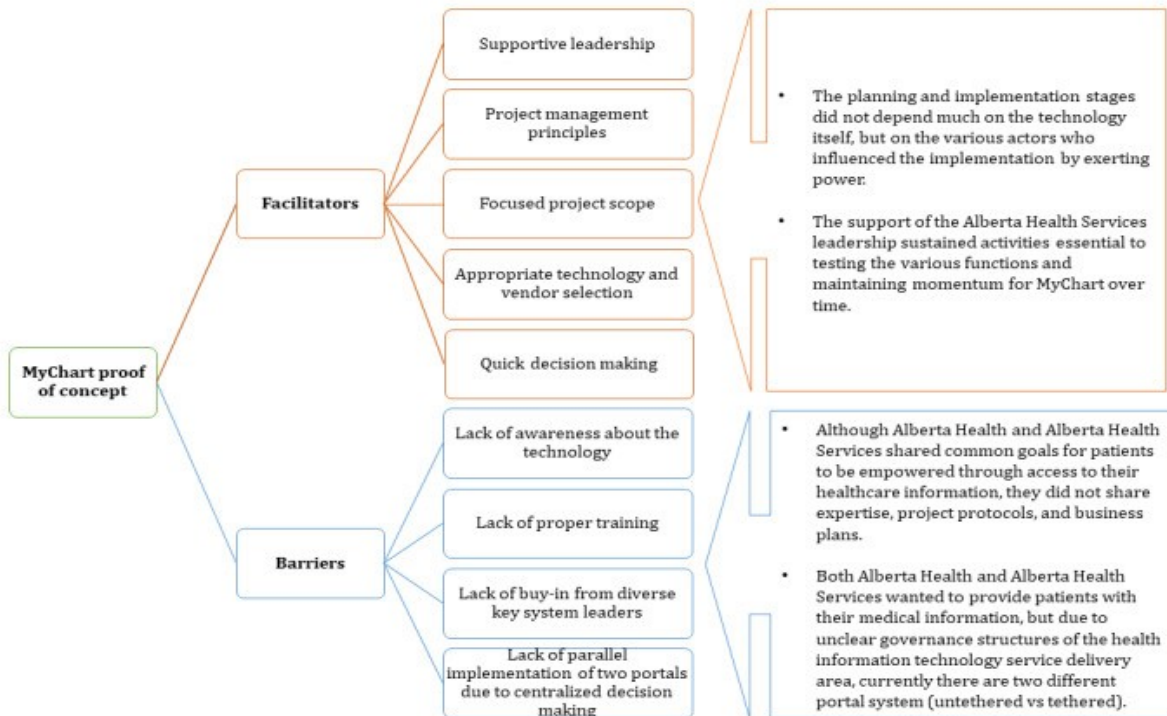 MyChart proof
of concept
Facilitators
Supportive leadership
Project management
principles
Focused project scope
Appropriate technology and
vendor selection
Quick decision making
• The planning and implementation stages
did not depend much on the technology
itself, but on the various actors who
influenced the implementation by exerting
power.
• The support of the Alberta Health Services
leadership sustained activities essential to
testing the various functions and
maintaining momentum for MyChart over
time.
Barriers
Lack of awareness about the
technology
Lack of proper training
Lack of buy-in from diverse
key system leaders
Lack of parallel
implementation of two portals
due to centralized decision
making
• Although Alberta Health and Alberta Health
Services shared common goals for patients
to be empowered through access to their
healthcare information, they did not share
expertise, project protocols, and business
plans.
• Both Alberta Health and Alberta Health
Services wanted to provide patients with
their medical information, but due to
unclear governance structures of the health
information technology service delivery
area, currently there are two different
portal system (untethered vs tethered).